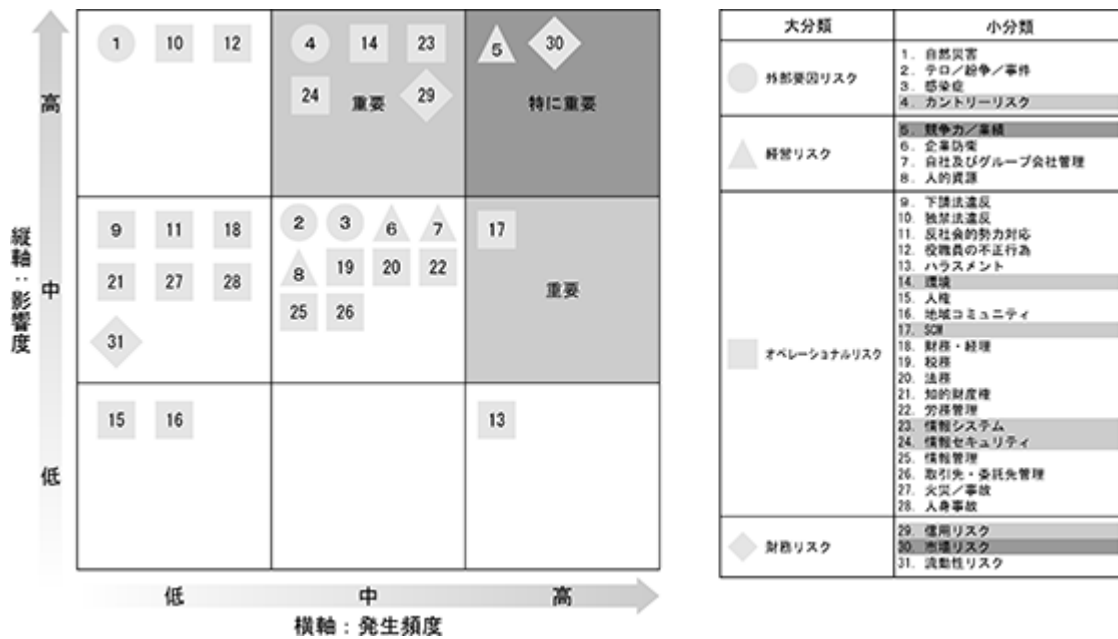 1 10 12
4 14 23
24 重要 29
5 30
特に重要
高
縦軸：影響度
中
低
9 11 18
21 27 28
31
2 3 6 7
8 19 20 22
25 26
17
重要
15 16
13
低 中 高
横軸：発生頻度
大分類 小分類
外部要因リスク
1. 自然災害
2. テロ／紛争／事件
3. 感染症
4. カントリーリスク
経営リスク
5. 競争力／業績
6. 企業防衛
7. 自社及びグループ会社管理
8. 人的資源
オペレーショナルリスク
9. 下請法違反
10. 独禁法違反
11. 反社会的勢力対応
12. 役職員の不正行為
13. ハラスメント
14. 環境
15. 人権
16. 地域コミュニティ
17. SCM
18. 財務・経理
19. 税務
20. 法務
21. 知的財産権
22. 労務管理
23. 情報システム
24. 情報セキュリティ
25. 情報管理
26. 取引先・委託先管理
27. 火災／事故
28. 人身事故
財務リスク
29. 信用リスク
30. 市場リスク
31. 流動性リスク